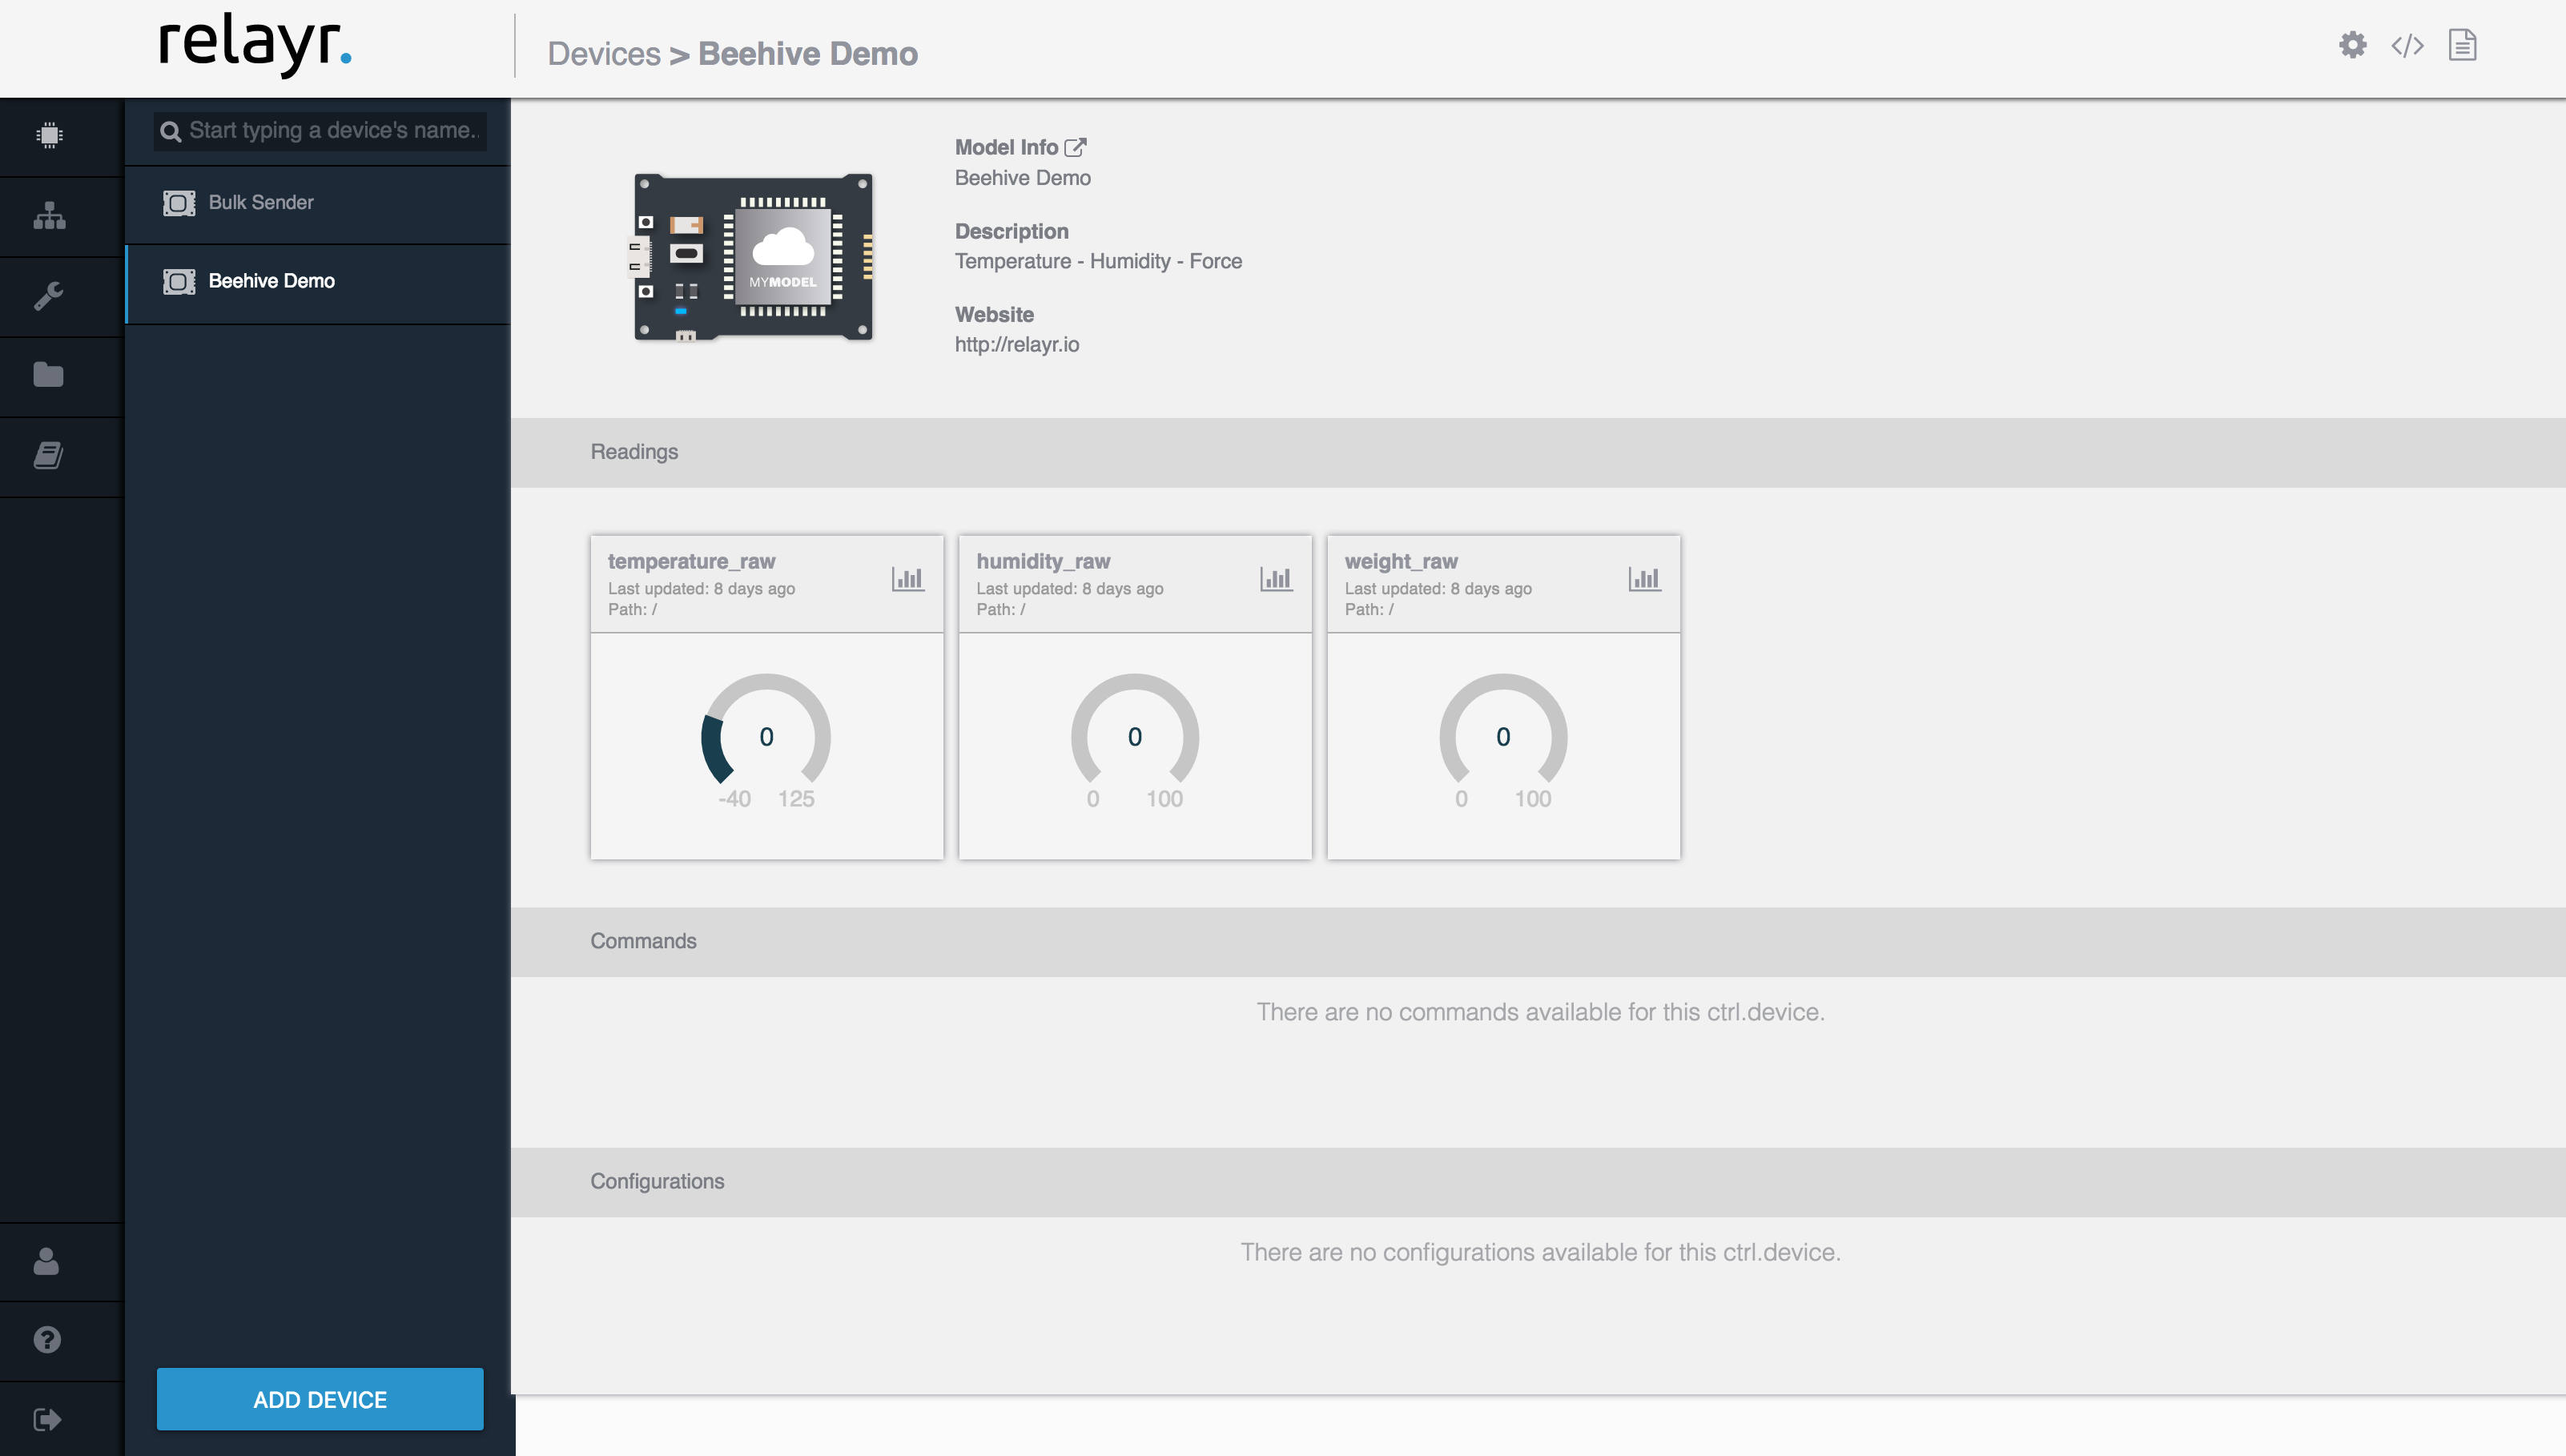 relayr.
Devices > Beehive Demo
Start typing a device's name..
Bulk Sender
Beehive Demo
ADD DEVICE
MYMODEL
Model Info
Beehive Demo
Description
Temperature - Humidity - Force
Website
http://relayr.io
Readings
temperature_raw
Last updated: 8 days ago
Path: /
0
-40 125
humidity_raw
Last updated: 8 days ago
Path: /
0
0 100
weight_raw
Last updated: 8 days ago
Path: /
0
0 100
Commands
There are no commands available for this ctrl.device.
Configurations
There are no configurations available for this ctrl.device.